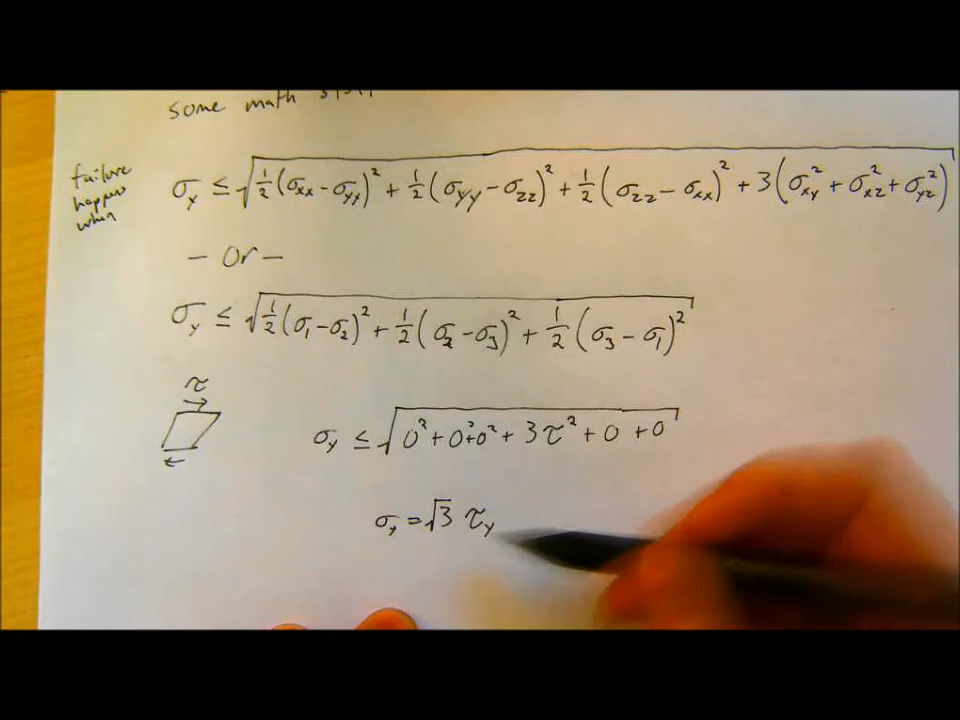 some math
failure
happens
when
σy ≤ √(½(σxx − σyy)² + ½(σyy − σzz)² + ½(σzz − σxx)² + 3(σxy² + σxz² + σyz²))
– Or –
σy ≤ √(½(σ1 − σ2)² + ½(σ2 − σ3)² + ½(σ3 − σ1)²)
τ
σy ≤ √(0² + 0² + 0² + 3τ² + 0 + 0)
σy = √3 τy